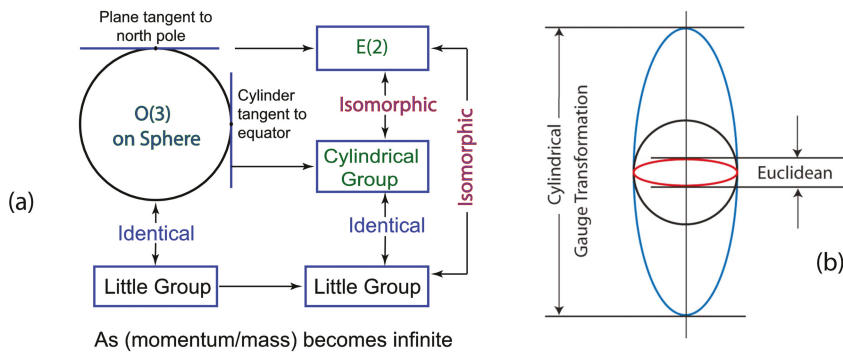 (a)
Plane tangent to
north pole
O(3)
on Sphere
Cylinder
tangent to
equator
E(2)
Isomorphic
Cylindrical
Group
Isomorphic
Identical
Identical
Little Group
Little Group
As (momentum/mass) becomes infinite
Cylindrical
Gauge Transformation
Euclidean
(b)